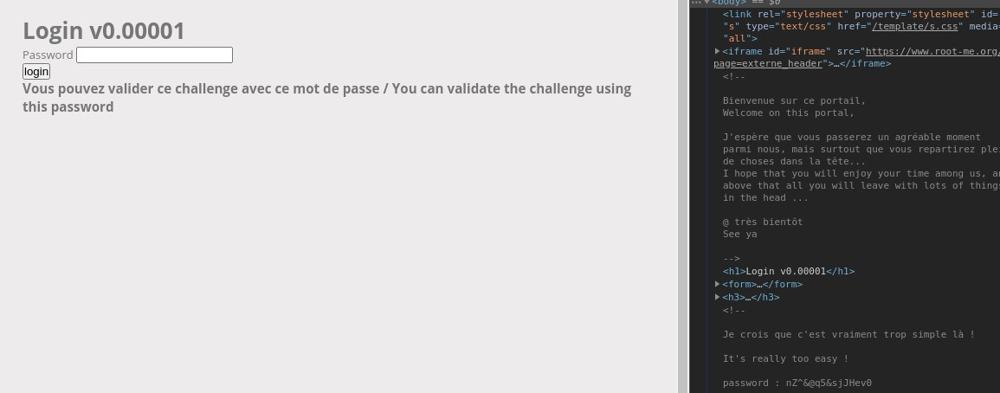 Login v0.00001
Password
login
Vous pouvez valider ce challenge avec ce mot de passe / You can validate the challenge using
this password
<body> == $0
<link rel="stylesheet" property="stylesheet" id=
"s" type="text/css" href="/template/s.css" media=
"all">
<iframe id="iframe" src="https://www.root-me.org/
page=externe_header">…</iframe>
<!--
Bienvenue sur ce portail,
Welcome on this portal,
J'espère que vous passerez un agréable moment
parmi nous, mais surtout que vous repartirez
de choses dans la tête...
I hope that you will enjoy your time among us,
above that all you will leave with lots of things
in the head ...
@ très bientôt
See ya
-->
<h1>Login v0.00001</h1>
<form>…</form>
<h3>…</h3>
<!--
Je crois que c'est vraiment trop simple là !
It's really too easy !
password : nZ^&@q5&sjJHev0